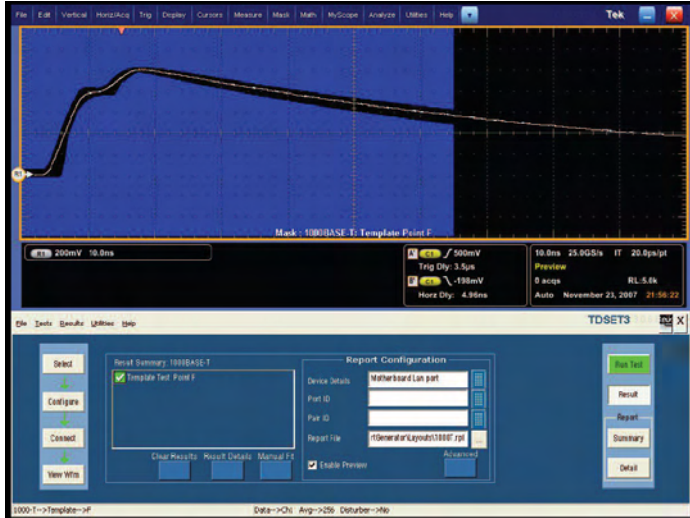 File Edit Vertical Horiz/Acq Trig Display Cursors Measure Mask Math MyScope Analyze Utilities Help Tek X
R1
Mask : 1000BASE-T: Template Point F
R1 200mV 10.0ns
A' C1 500mV
Trig Dly: 3.5µs
B' C1 -198mV
Horz Dly: 4.96ns
10.0ns 25.0GS/s IT 20.0ps/pt
Preview
0 acqs RL:5.0k
Auto November 23, 2007 21:56:22
File Tests Results Utilities Help TDSET3 X
Select
Configure
Connect
View Wfm
Result Summary: 1000BASE-T
Template Test Point F
Clear Results Result Details Manual Fit
Report Configuration
Device Details Motherboard Lan port
Port ID
Pair ID
Report File rtGenerator\Layouts\1000T.rpl ...
Enable Preview
Advanced
Run Test
Result
Report
Summary
Detail
1000-T-->Template-->F Data-->Ch1 Avg-->256 Disturber-->No